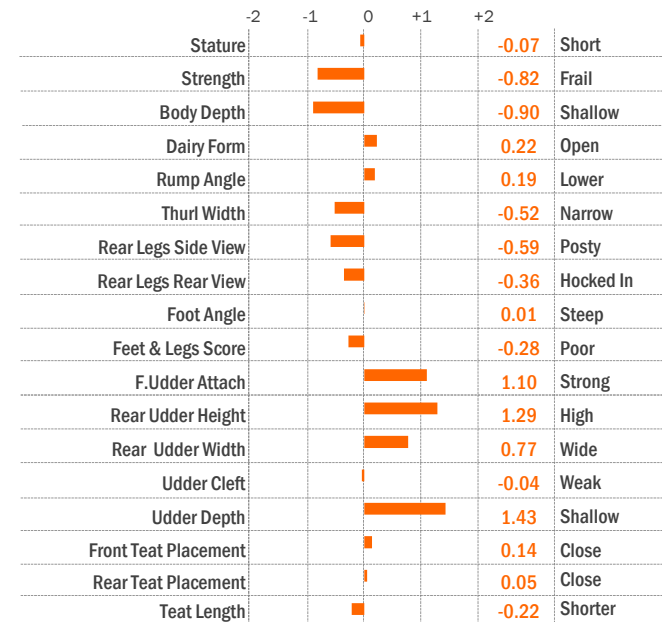 -2 -1 0 +1 +2
Stature -0.07 Short
Strength -0.82 Frail
Body Depth -0.90 Shallow
Dairy Form 0.22 Open
Rump Angle 0.19 Lower
Thurl Width -0.52 Narrow
Rear Legs Side View -0.59 Posty
Rear Legs Rear View -0.36 Hocked In
Foot Angle 0.01 Steep
Feet & Legs Score -0.28 Poor
F.Udder Attach 1.10 Strong
Rear Udder Height 1.29 High
Rear Udder Width 0.77 Wide
Udder Cleft -0.04 Weak
Udder Depth 1.43 Shallow
Front Teat Placement 0.14 Close
Rear Teat Placement 0.05 Close
Teat Length -0.22 Shorter